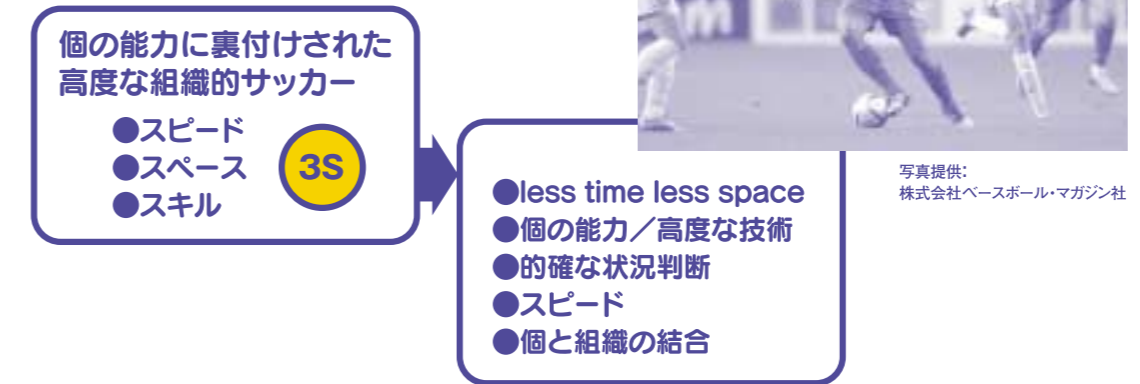 個の能力に裏付けされた
高度な組織的サッカー
●スピード
●スペース
●スキル
3S
●less time less space
●個の能力／高度な技術
●的確な状況判断
●スピード
●個と組織の結合
写真提供：
株式会社ベースボール・マガジン社